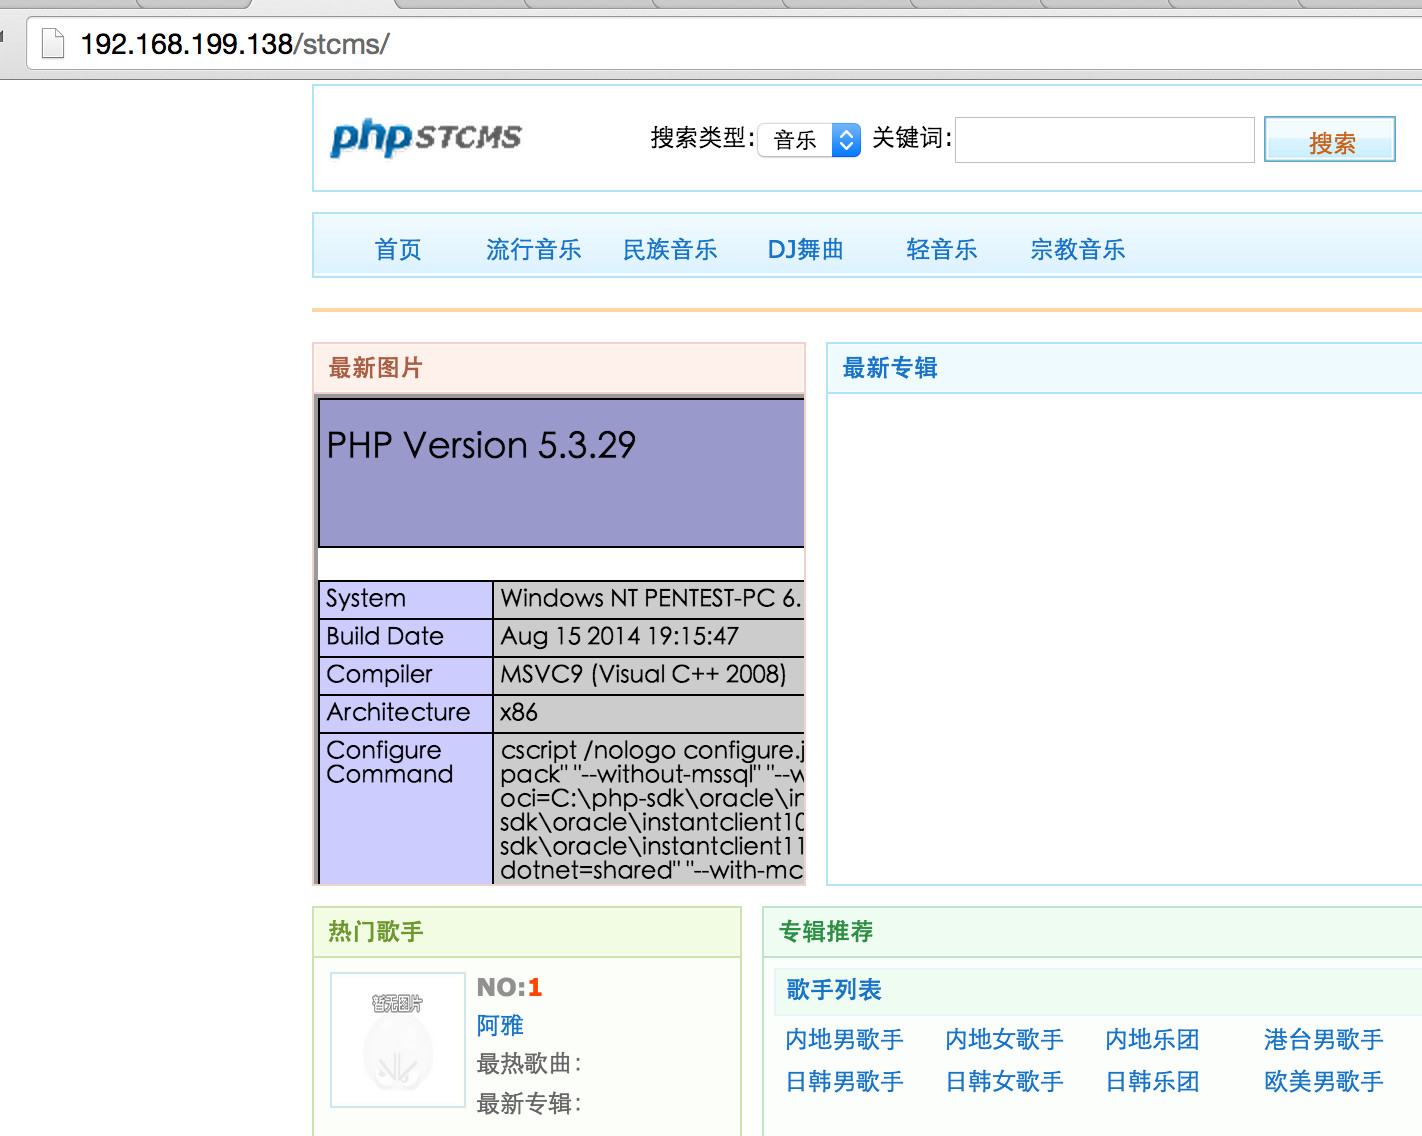 192.168.199.138/stcms/
php STCMS 搜索类型: 音乐 关键词: 搜索
首页 流行音乐 民族音乐 DJ舞曲 轻音乐 宗教音乐
最新图片 最新专辑
PHP Version 5.3.29
System Windows NT PENTEST-PC 6.
Build Date Aug 15 2014 19:15:47
Compiler MSVC9 (Visual C++ 2008)
Architecture x86
Configure Command cscript /nologo configure.j
pack" "--without-mssql" "--w
oci=C:\php-sdk\oracle\in
sdk\oracle\instantclient10
sdk\oracle\instantclient11
dotnet=shared" "--with-mc
热门歌手 专辑推荐
暂无图片
NO:1
阿雅
最热歌曲:
最新专辑:
歌手列表
内地男歌手 内地女歌手 内地乐团 港台男歌手
日韩男歌手 日韩女歌手 日韩乐团 欧美男歌手